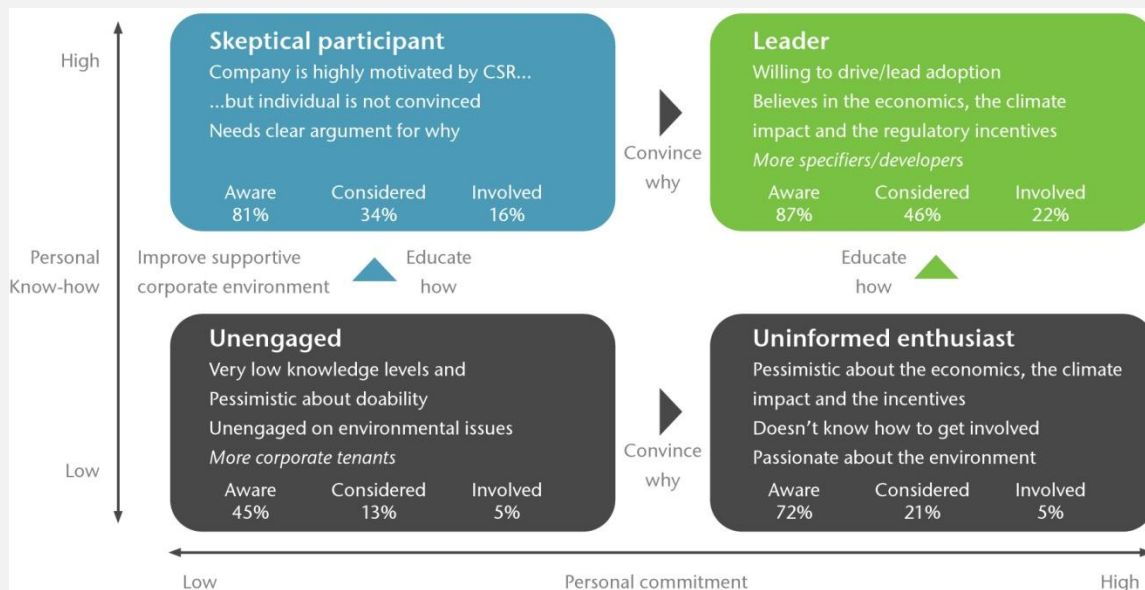 High
Personal
Know-how
Low
Skeptical participant
Company is highly motivated by CSR...
...but individual is not convinced
Needs clear argument for why
Aware Considered Involved
81% 34% 16%
Convince
why
Leader
Willing to drive/lead adoption
Believes in the economics, the climate
impact and the regulatory incentives
More specifiers/developers
Aware Considered Involved
87% 46% 22%
Improve supportive
corporate environment
Educate
how
Educate
how
Unengaged
Very low knowledge levels and
Pessimistic about doability
Unengaged on environmental issues
More corporate tenants
Aware Considered Involved
45% 13% 5%
Convince
why
Uninformed enthusiast
Pessimistic about the economics, the climate
impact and the incentives
Doesn't know how to get involved
Passionate about the environment
Aware Considered Involved
72% 21% 5%
Low Personal commitment High